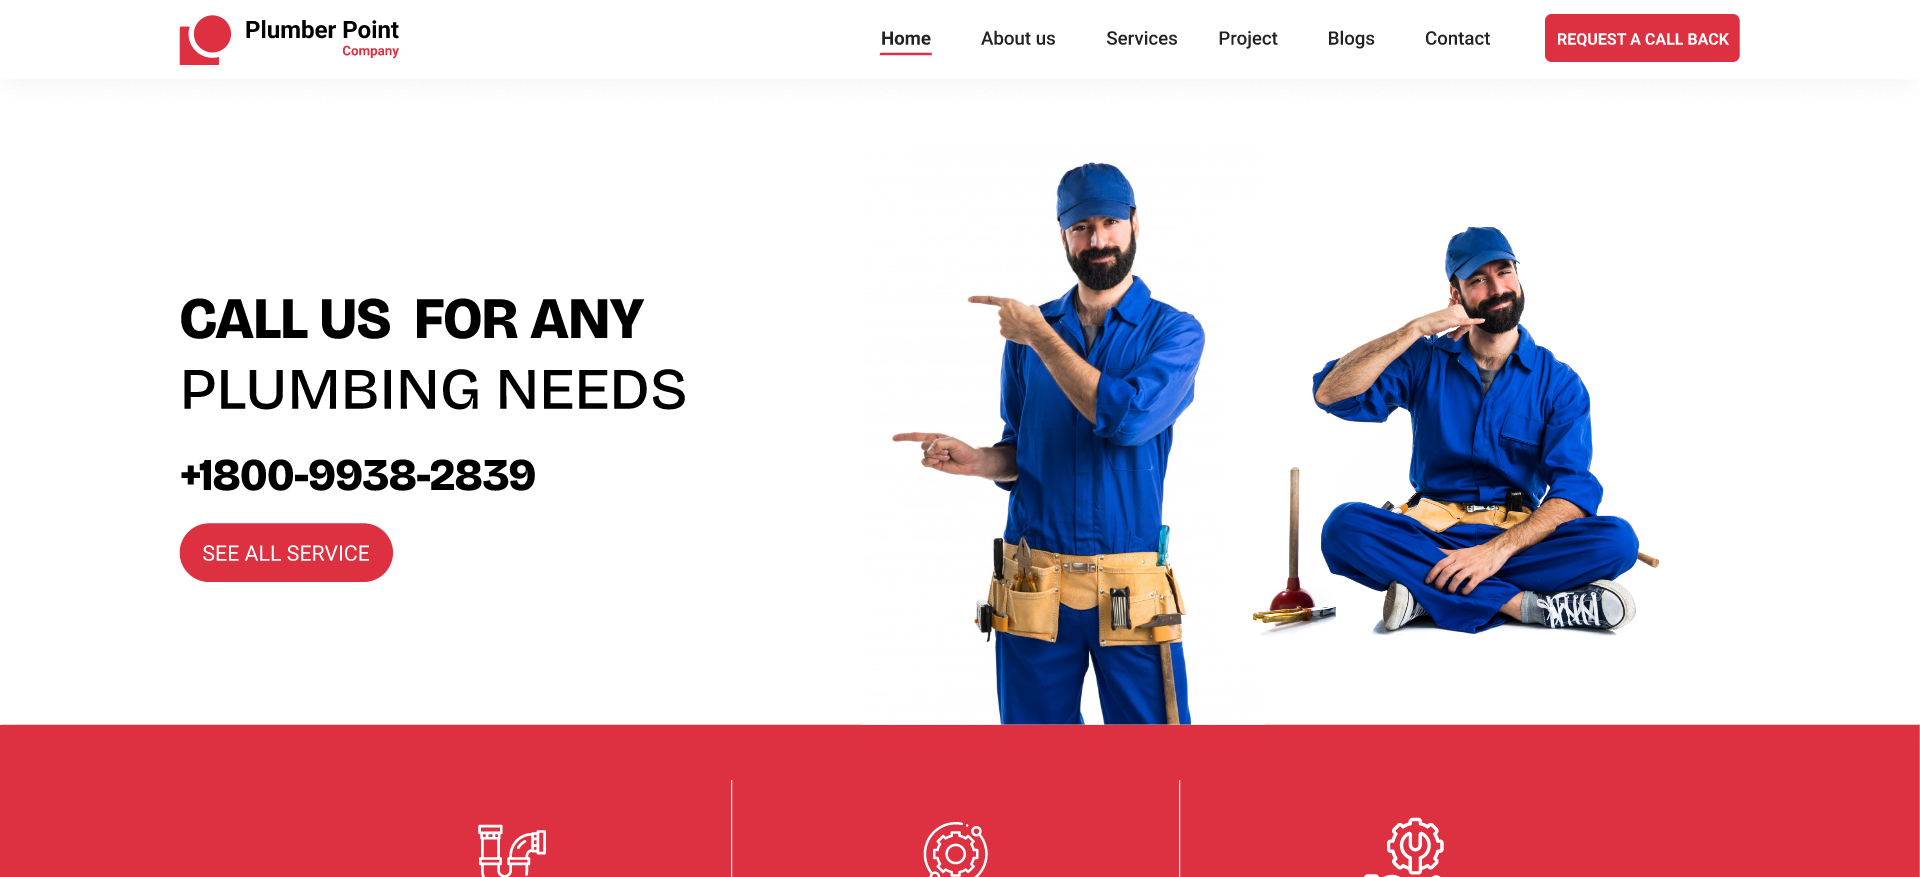 Plumber Point
Company
Home About us Services Project Blogs Contact REQUEST A CALL BACK
CALL US FOR ANY
PLUMBING NEEDS
+1800-9938-2839
SEE ALL SERVICE